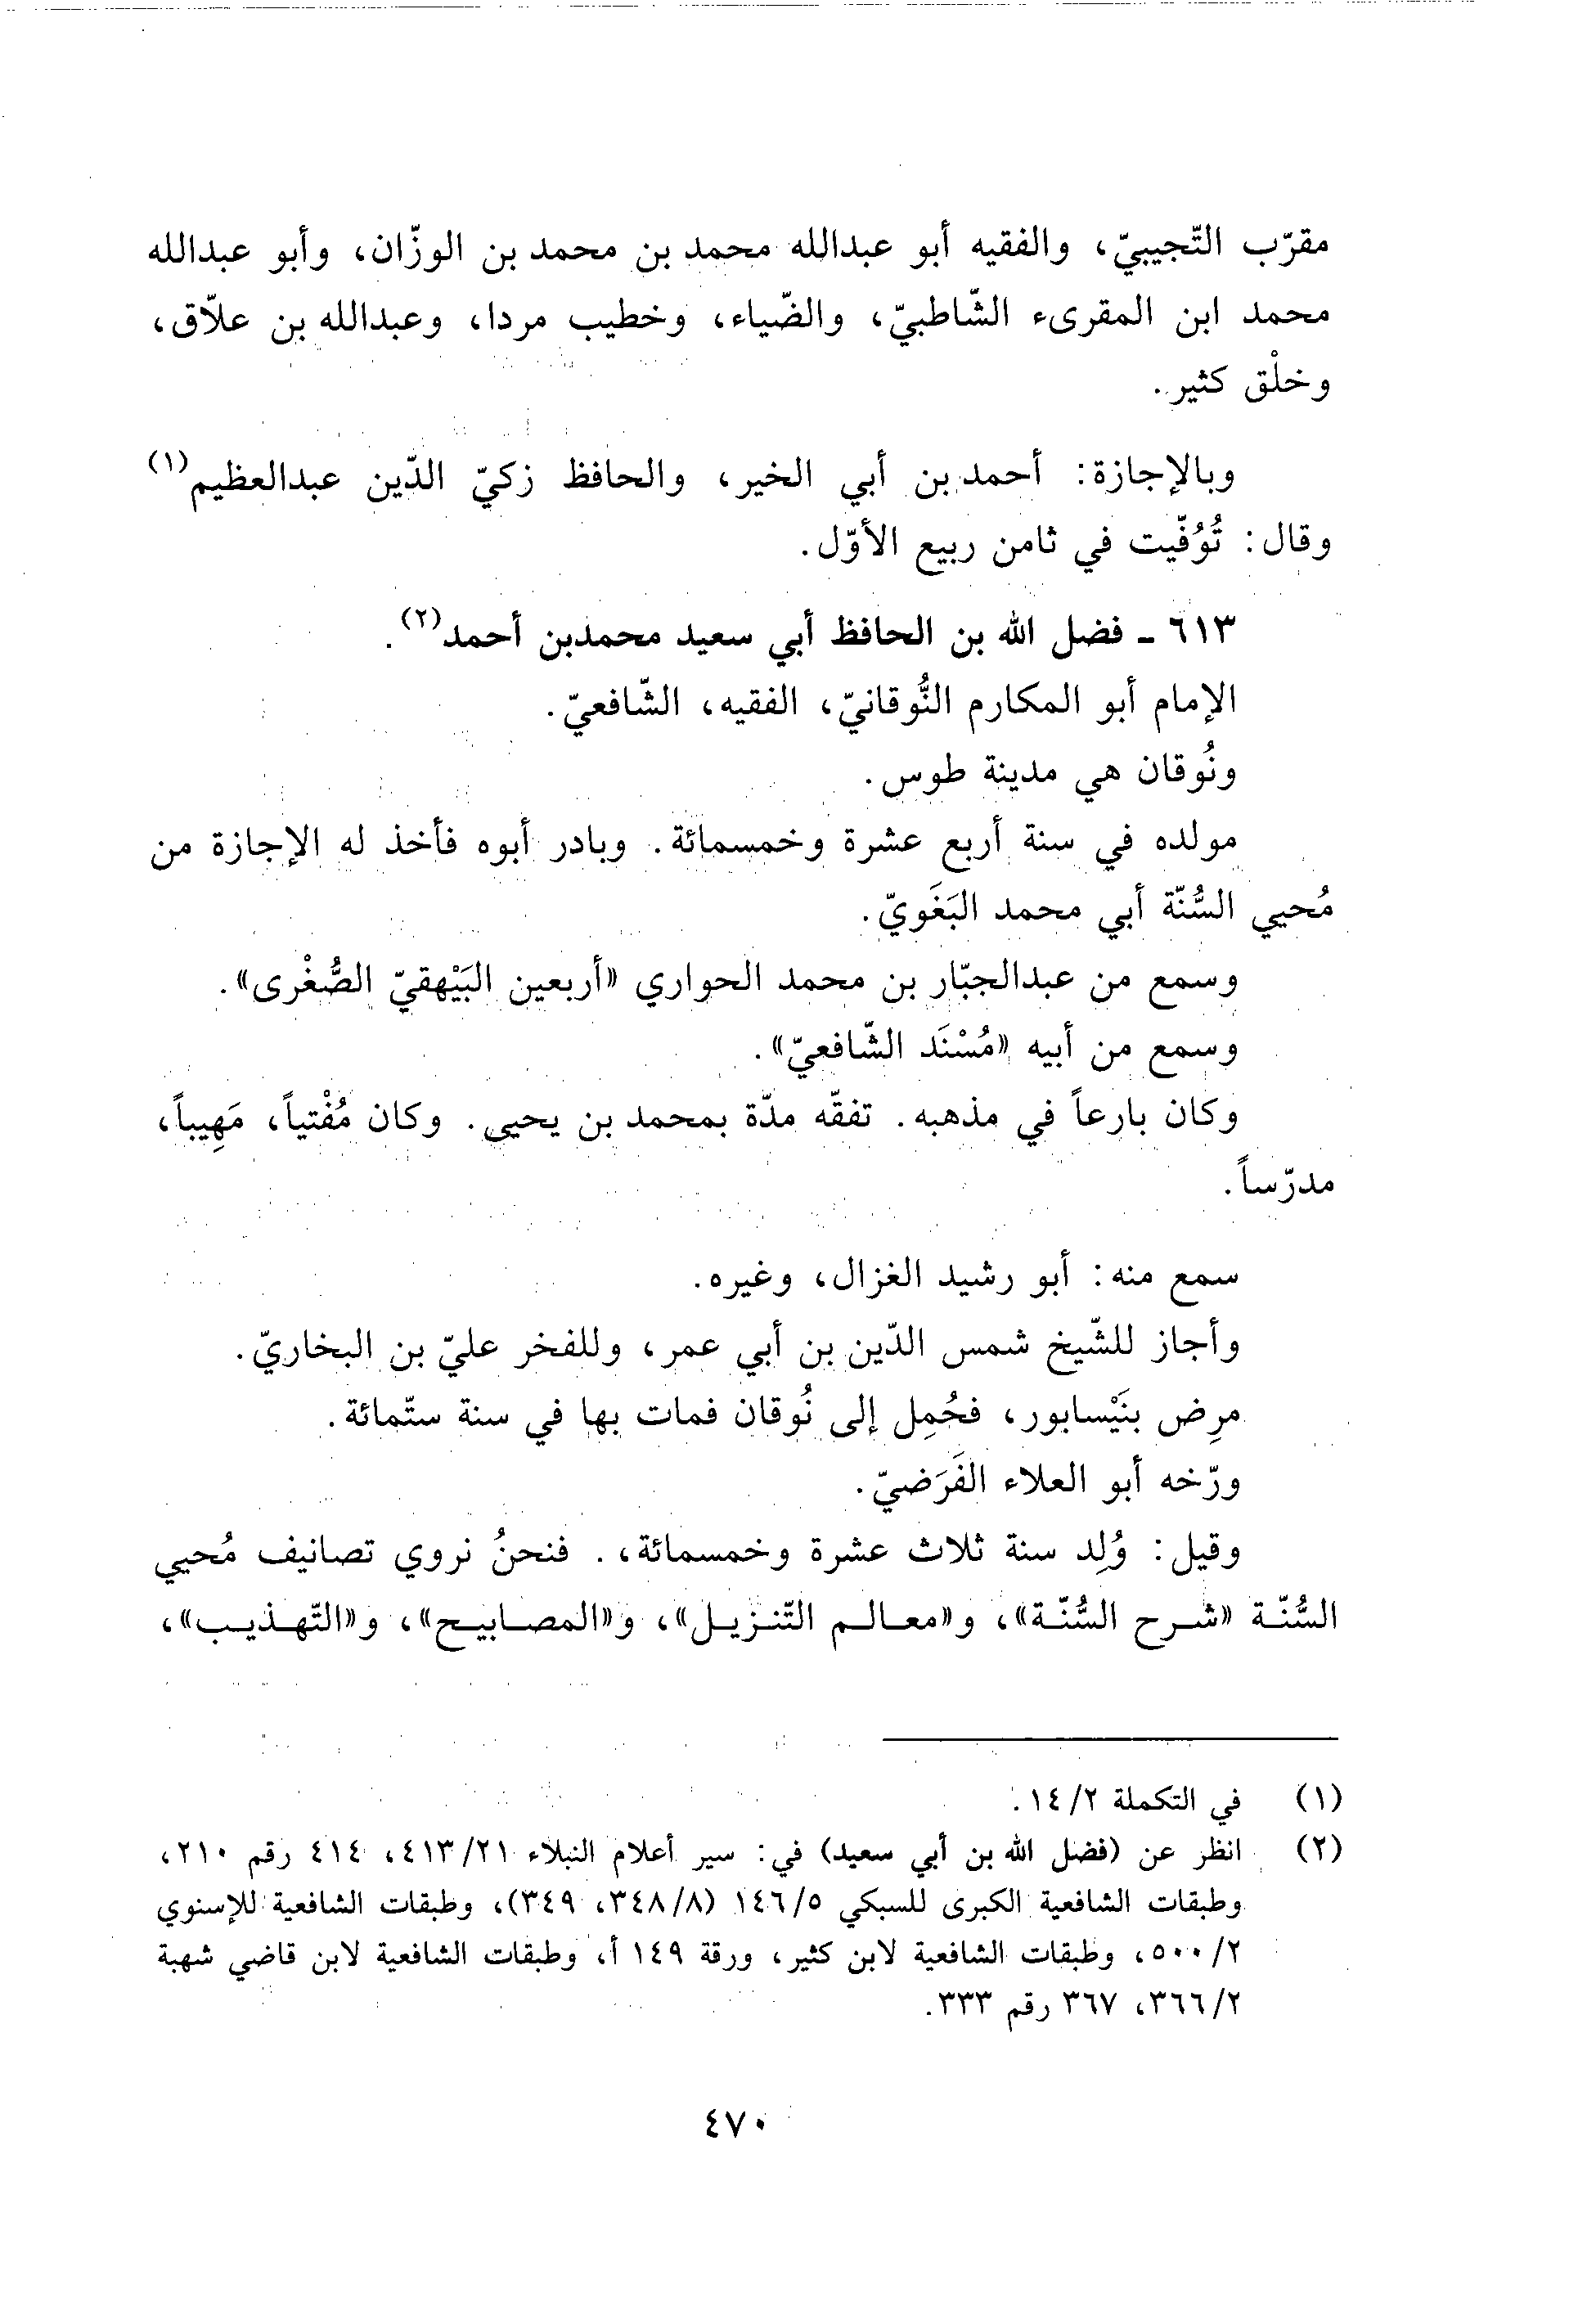 مقرّب التّجيبيّ، والفقيه أبو عبدالله محمد بن محمد بن الوزّان، وأبو عبدالله
محمد ابن المقرىء الشّاطبيّ، والضّياء، وخطيب مردا، وعبدالله بن علاّق،
وخلْق كثير.
وبالإجازة: أحمد بن أبي الخير، والحافظ زكيّ الدّين عبدالعظيم(١)
وقال: تُوُفّيت في ثامن ربيع الأوّل.
٦١٣ ـ فضل الله بن الحافظ أبي سعيد محمدبن أحمد(٢).
الإمام أبو المكارم النُّوقانيّ، الفقيه، الشّافعيّ.
ونُوقان هي مدينة طوس.
مولده في سنة أربع عشرة وخمسمائة. وبادر أبوه فأخذ له الإجازة من
مُحيي السُّنّة أبي محمد البَغَويّ.
وسمع من عبدالجبّار بن محمد الحواري «أربعين البَيْهقيّ الصُّغْرى».
وسمع من أبيه «مُسْنَد الشّافعيّ».
وكان بارعاً في مذهبه. تفقّه مدّة بمحمد بن يحيى. وكان مُفْتياً، مَهِيباً،
مدرّساً.
سمع منه: أبو رشيد الغزال، وغيره.
وأجاز للشّيخ شمس الدّين بن أبي عمر، وللفخر عليّ بن البخاريّ.
مرِض بنَيْسابور، فحُمِل إلى نُوقان فمات بها في سنة ستّمائة.
ورّخه أبو العلاء الفَرَضيّ.
وقيل: وُلِد سنة ثلاث عشرة وخمسمائة،. فنحنُ نروي تصانيف مُحيي
السُّنّـة «شـرح السُّنّـة»، و«معـالـم التّنـزيـل»، و«المصـابيـح»، و«التّهـذيـب»،
(١) في التكملة ١٤/٢.
(٢) انظر عن (فضل الله بن أبي سعيد) في: سير أعلام النبلاء ٤١٣/٢١، ٤١٤ رقم ٢١٠،
وطبقات الشافعية الكبرى للسبكي ١٤٦/٥ (٣٤٨/٨، ٣٤٩)، وطبقات الشافعية للإسنوي
٥٠٠/٢، وطبقات الشافعية لابن كثير، ورقة ١٤٩ أ، وطبقات الشافعية لابن قاضي شهبة
٣٦٦/٢، ٣٦٧ رقم ٣٣٣.
٤٧٠